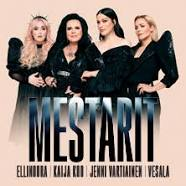 MESTARIT
ELLINOORA | KAIJA KOO | JENNI VARTIAINEN | VESALA